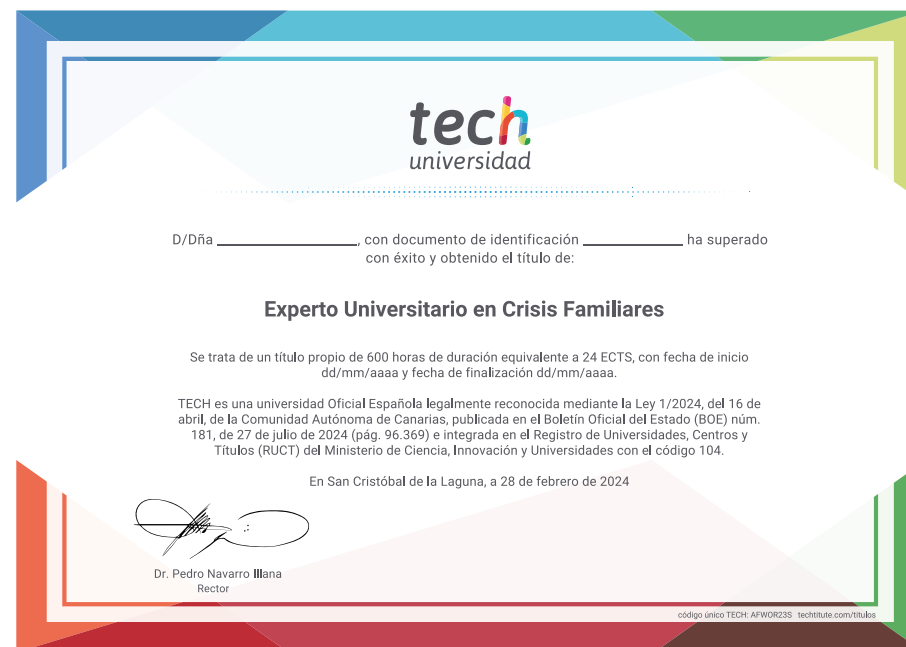 tech
universidad
D/Dña ________________, con documento de identificación ____________ ha superado
con éxito y obtenido el título de:
Experto Universitario en Crisis Familiares
Se trata de un título propio de 600 horas de duración equivalente a 24 ECTS, con fecha de inicio
dd/mm/aaaa y fecha de finalización dd/mm/aaaa.
TECH es una universidad Oficial Española legalmente reconocida mediante la Ley 1/2024, del 16 de
abril, de la Comunidad Autónoma de Canarias, publicada en el Boletín Oficial del Estado (BOE) núm.
181, de 27 de julio de 2024 (pág. 96.369) e integrada en el Registro de Universidades, Centros y
Títulos (RUCT) del Ministerio de Ciencia, Innovación y Universidades con el código 104.
En San Cristóbal de la Laguna, a 28 de febrero de 2024
Dr. Pedro Navarro Illana
Rector
código único TECH: AFWOR23S techtitute.com/titulos